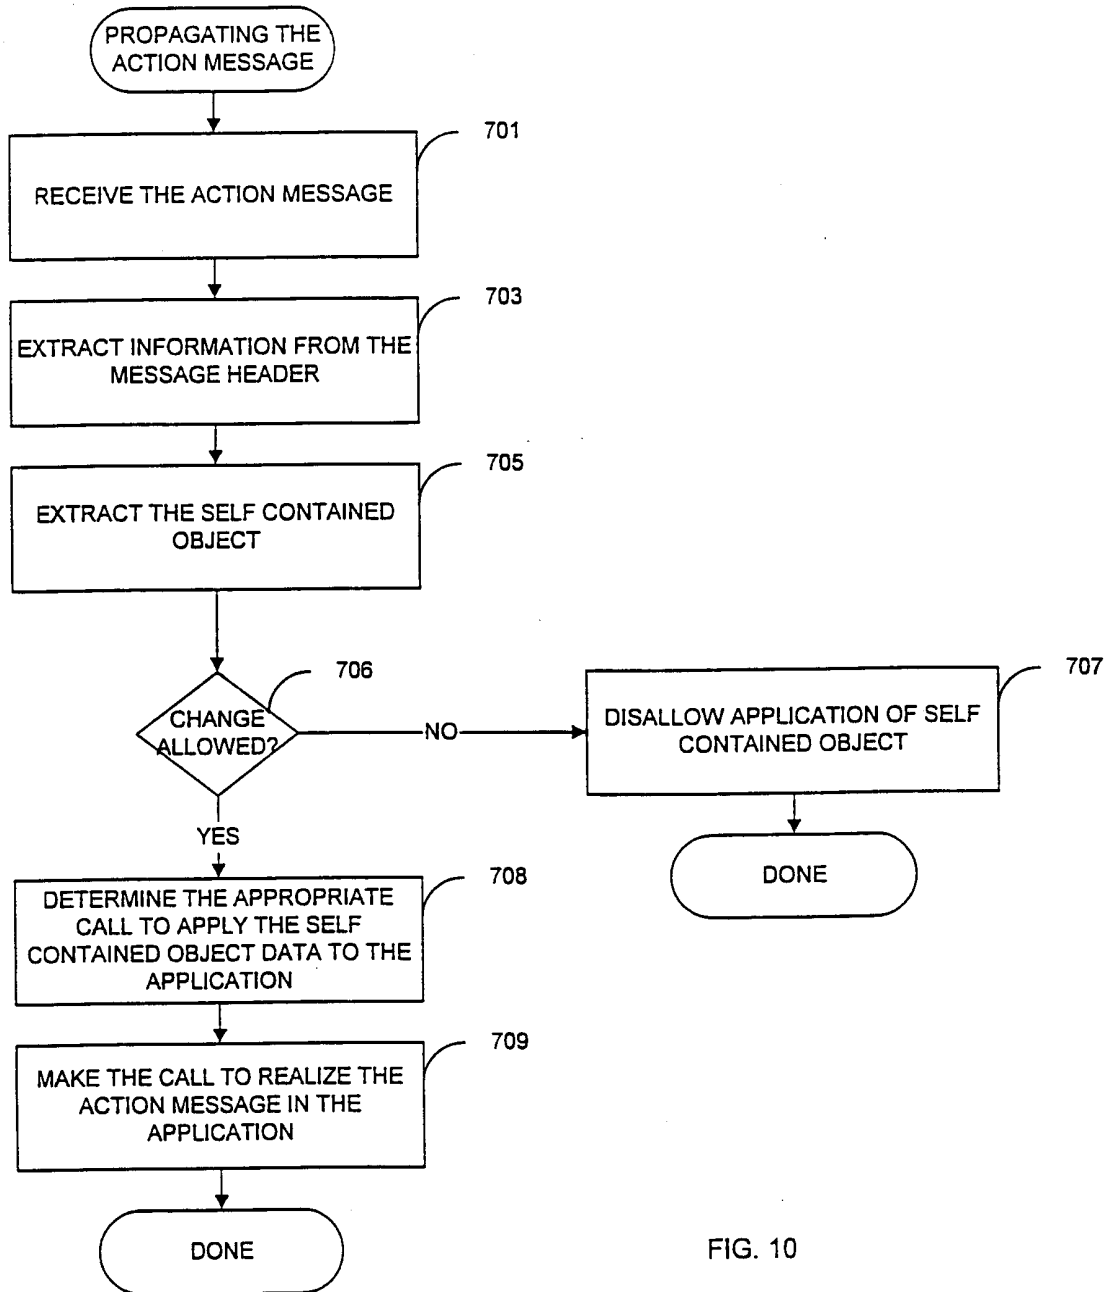 PROPAGATING THE
ACTION MESSAGE
701
RECEIVE THE ACTION MESSAGE
703
EXTRACT INFORMATION FROM THE
MESSAGE HEADER
705
EXTRACT THE SELF CONTAINED
OBJECT
706
CHANGE
ALLOWED?
NO
707
DISALLOW APPLICATION OF SELF
CONTAINED OBJECT
DONE
YES
708
DETERMINE THE APPROPRIATE
CALL TO APPLY THE SELF
CONTAINED OBJECT DATA TO THE
APPLICATION
709
MAKE THE CALL TO REALIZE THE
ACTION MESSAGE IN THE
APPLICATION
DONE
FIG. 10